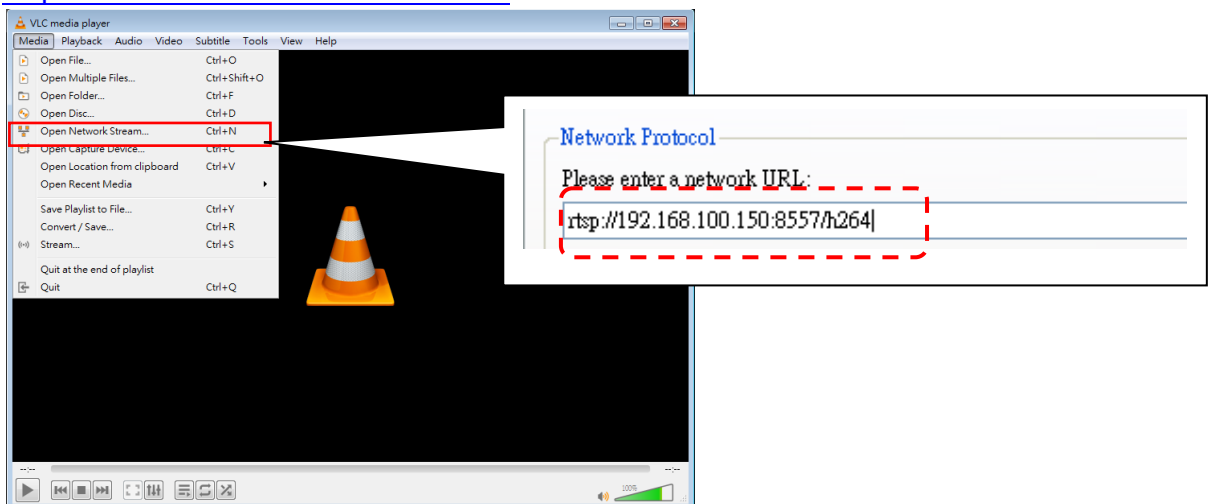 VLC media player
Media Playback Audio Video Subtitle Tools View Help
Open File... Ctrl+O
Open Multiple Files... Ctrl+Shift+O
Open Folder... Ctrl+F
Open Disc... Ctrl+D
Open Network Stream... Ctrl+N
Open Capture Device... Ctrl+C
Open Location from clipboard Ctrl+V
Open Recent Media
Save Playlist to File... Ctrl+Y
Convert / Save... Ctrl+R
Stream... Ctrl+S
Quit at the end of playlist
Quit Ctrl+Q
Network Protocol
Please enter a network URL:
rtsp://192.168.100.150:8557/h264
--:-- --:--
100%